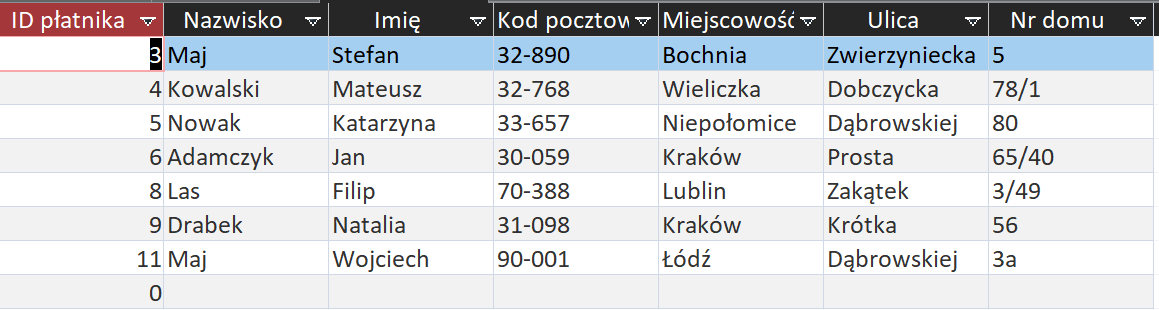 ID płatnika Nazwisko Imię Kod pocztow Miejscowość Ulica Nr domu
3 Maj Stefan 32-890 Bochnia Zwierzyniecka 5
4 Kowalski Mateusz 32-768 Wieliczka Dobczycka 78/1
5 Nowak Katarzyna 33-657 Niepołomice Dąbrowskiej 80
6 Adamczyk Jan 30-059 Kraków Prosta 65/40
8 Las Filip 70-388 Lublin Zakątek 3/49
9 Drabek Natalia 31-098 Kraków Krótka 56
11 Maj Wojciech 90-001 Łódź Dąbrowskiej 3a
0